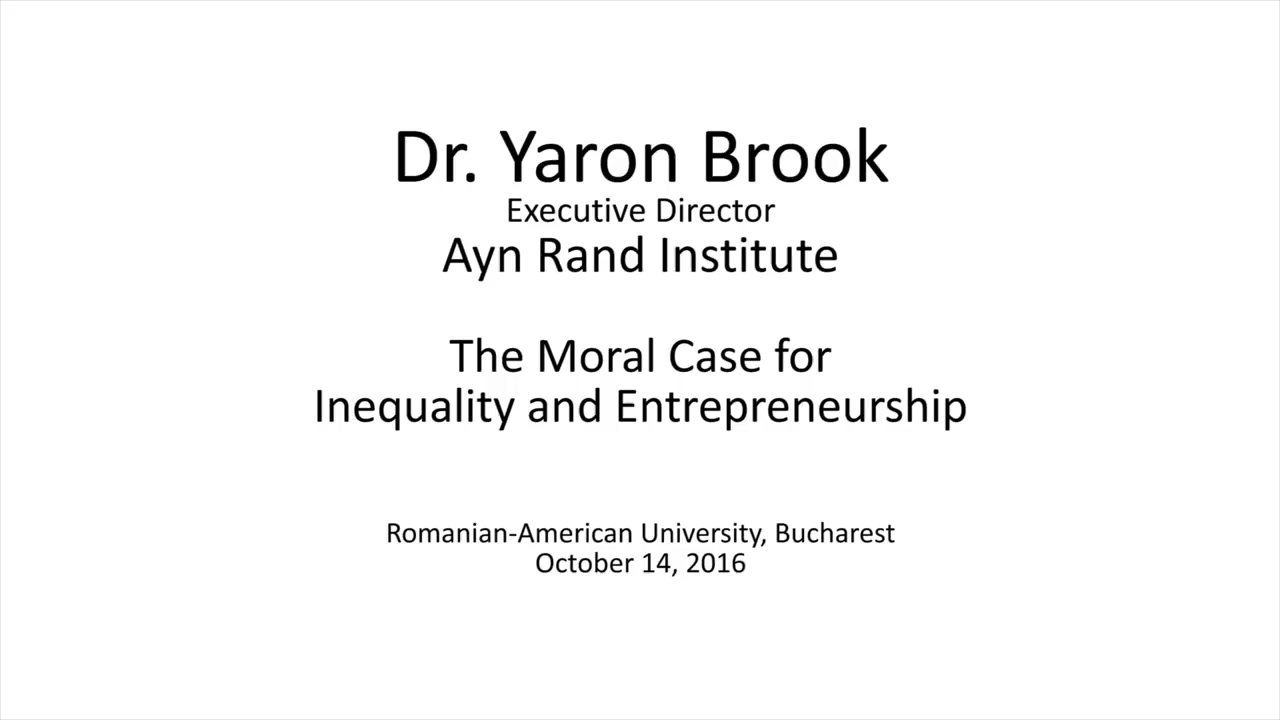 Dr. Yaron Brook
Executive Director
Ayn Rand Institute
The Moral Case for
Inequality and Entrepreneurship
Romanian-American University, Bucharest
October 14, 2016